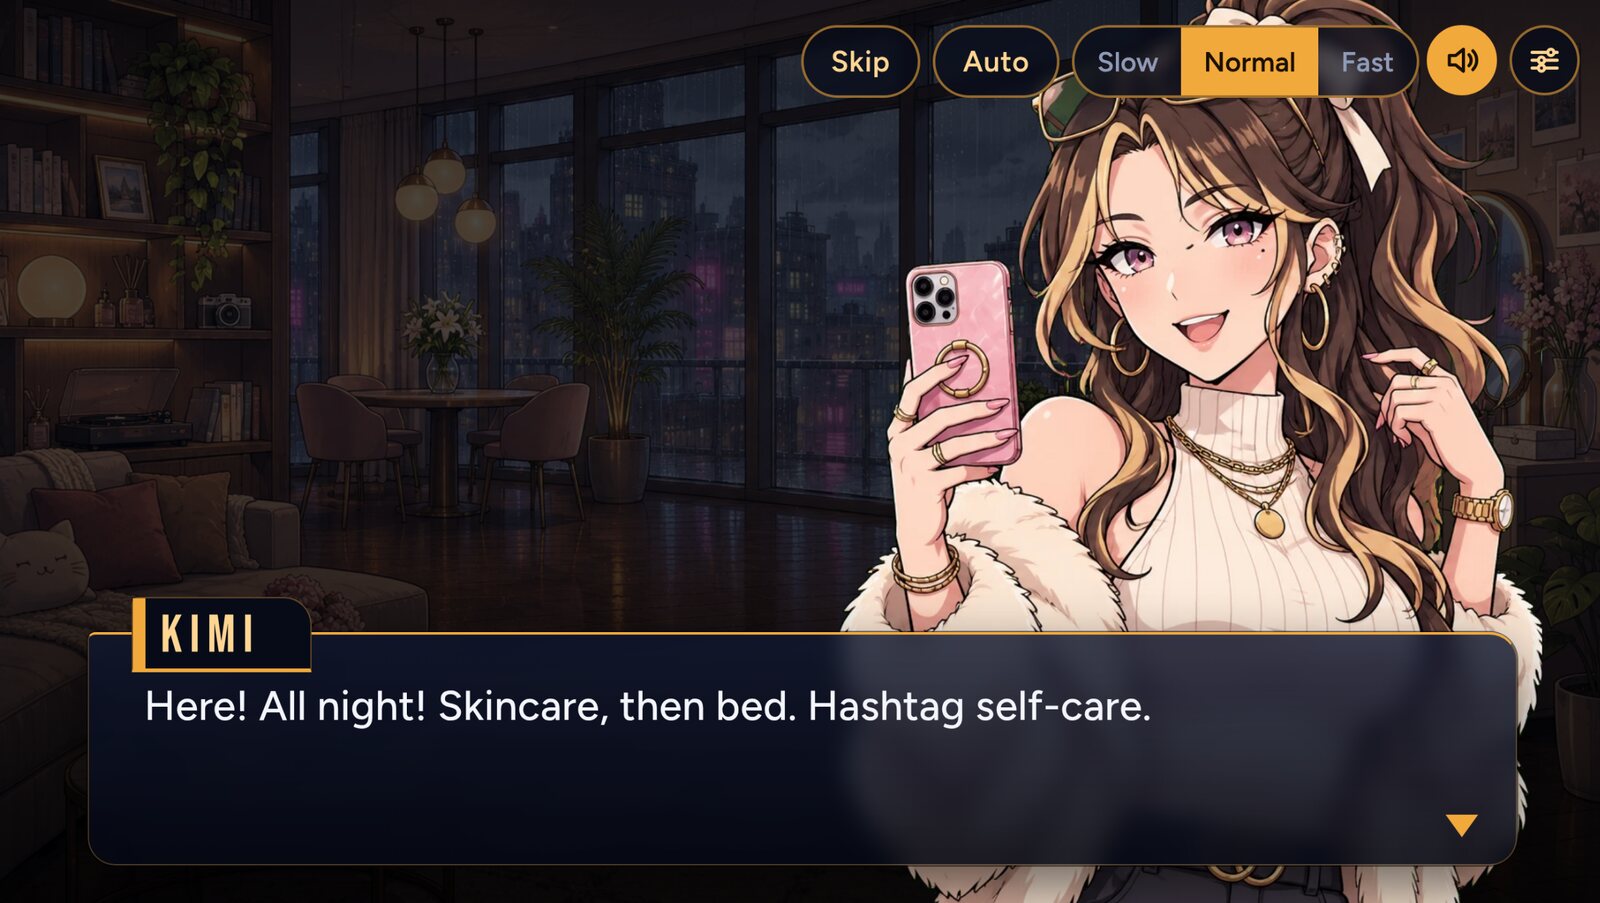 Skip
Auto
Slow
Normal
Fast
KIMI
Here! All night! Skincare, then bed. Hashtag self-care.